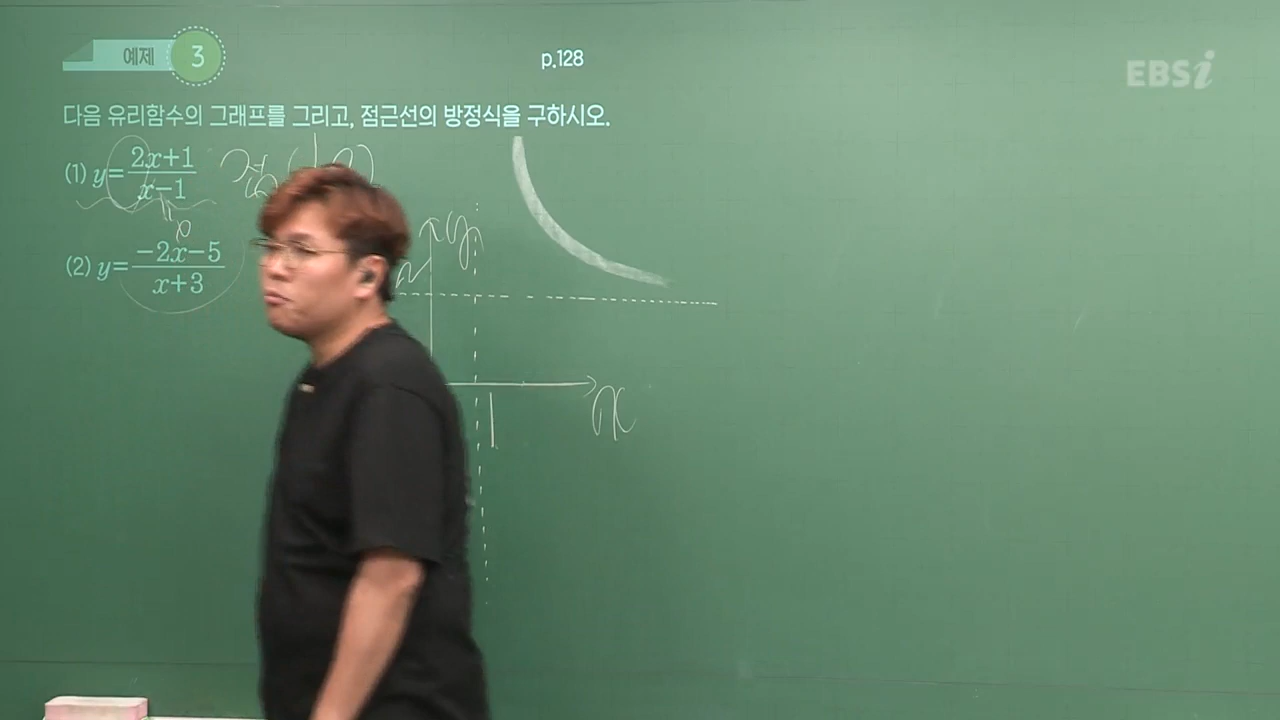 예제 3
p.128
EBSi
다음 유리함수의 그래프를 그리고, 점근선의 방정식을 구하시오.
(1) y=2x+1/x-1
(2) y=-2x-5/x+3
y
2
1
x